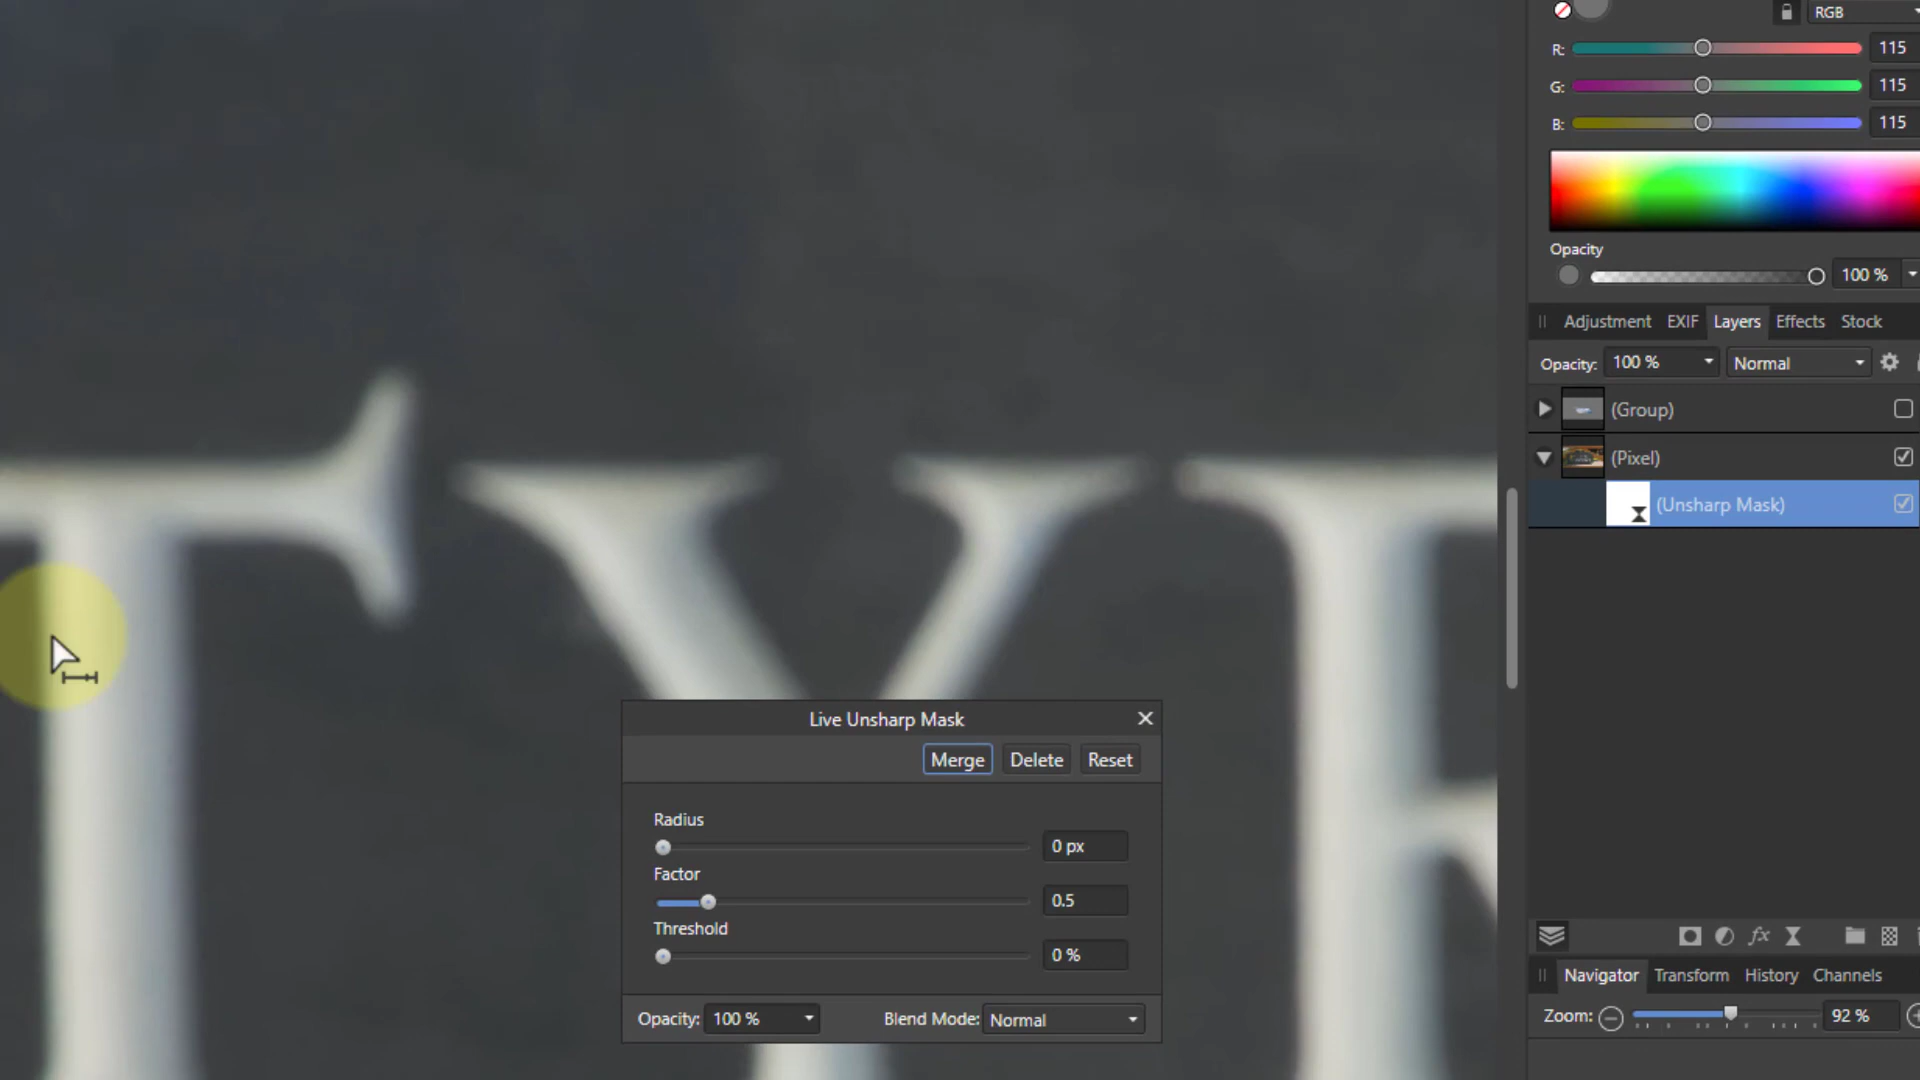 RGB
R: 115
G: 115
B: 115
Opacity
100 %
Adjustment EXIF Layers Effects Stock
Opacity: 100 % Normal
(Group)
(Pixel)
(Unsharp Mask)
TY
Live Unsharp Mask
Merge Delete Reset
Radius
0 px
Factor
0.5
Threshold
0 %
Opacity: 100 % Blend Mode: Normal
fx
Navigator Transform History Channels
Zoom: 92 %